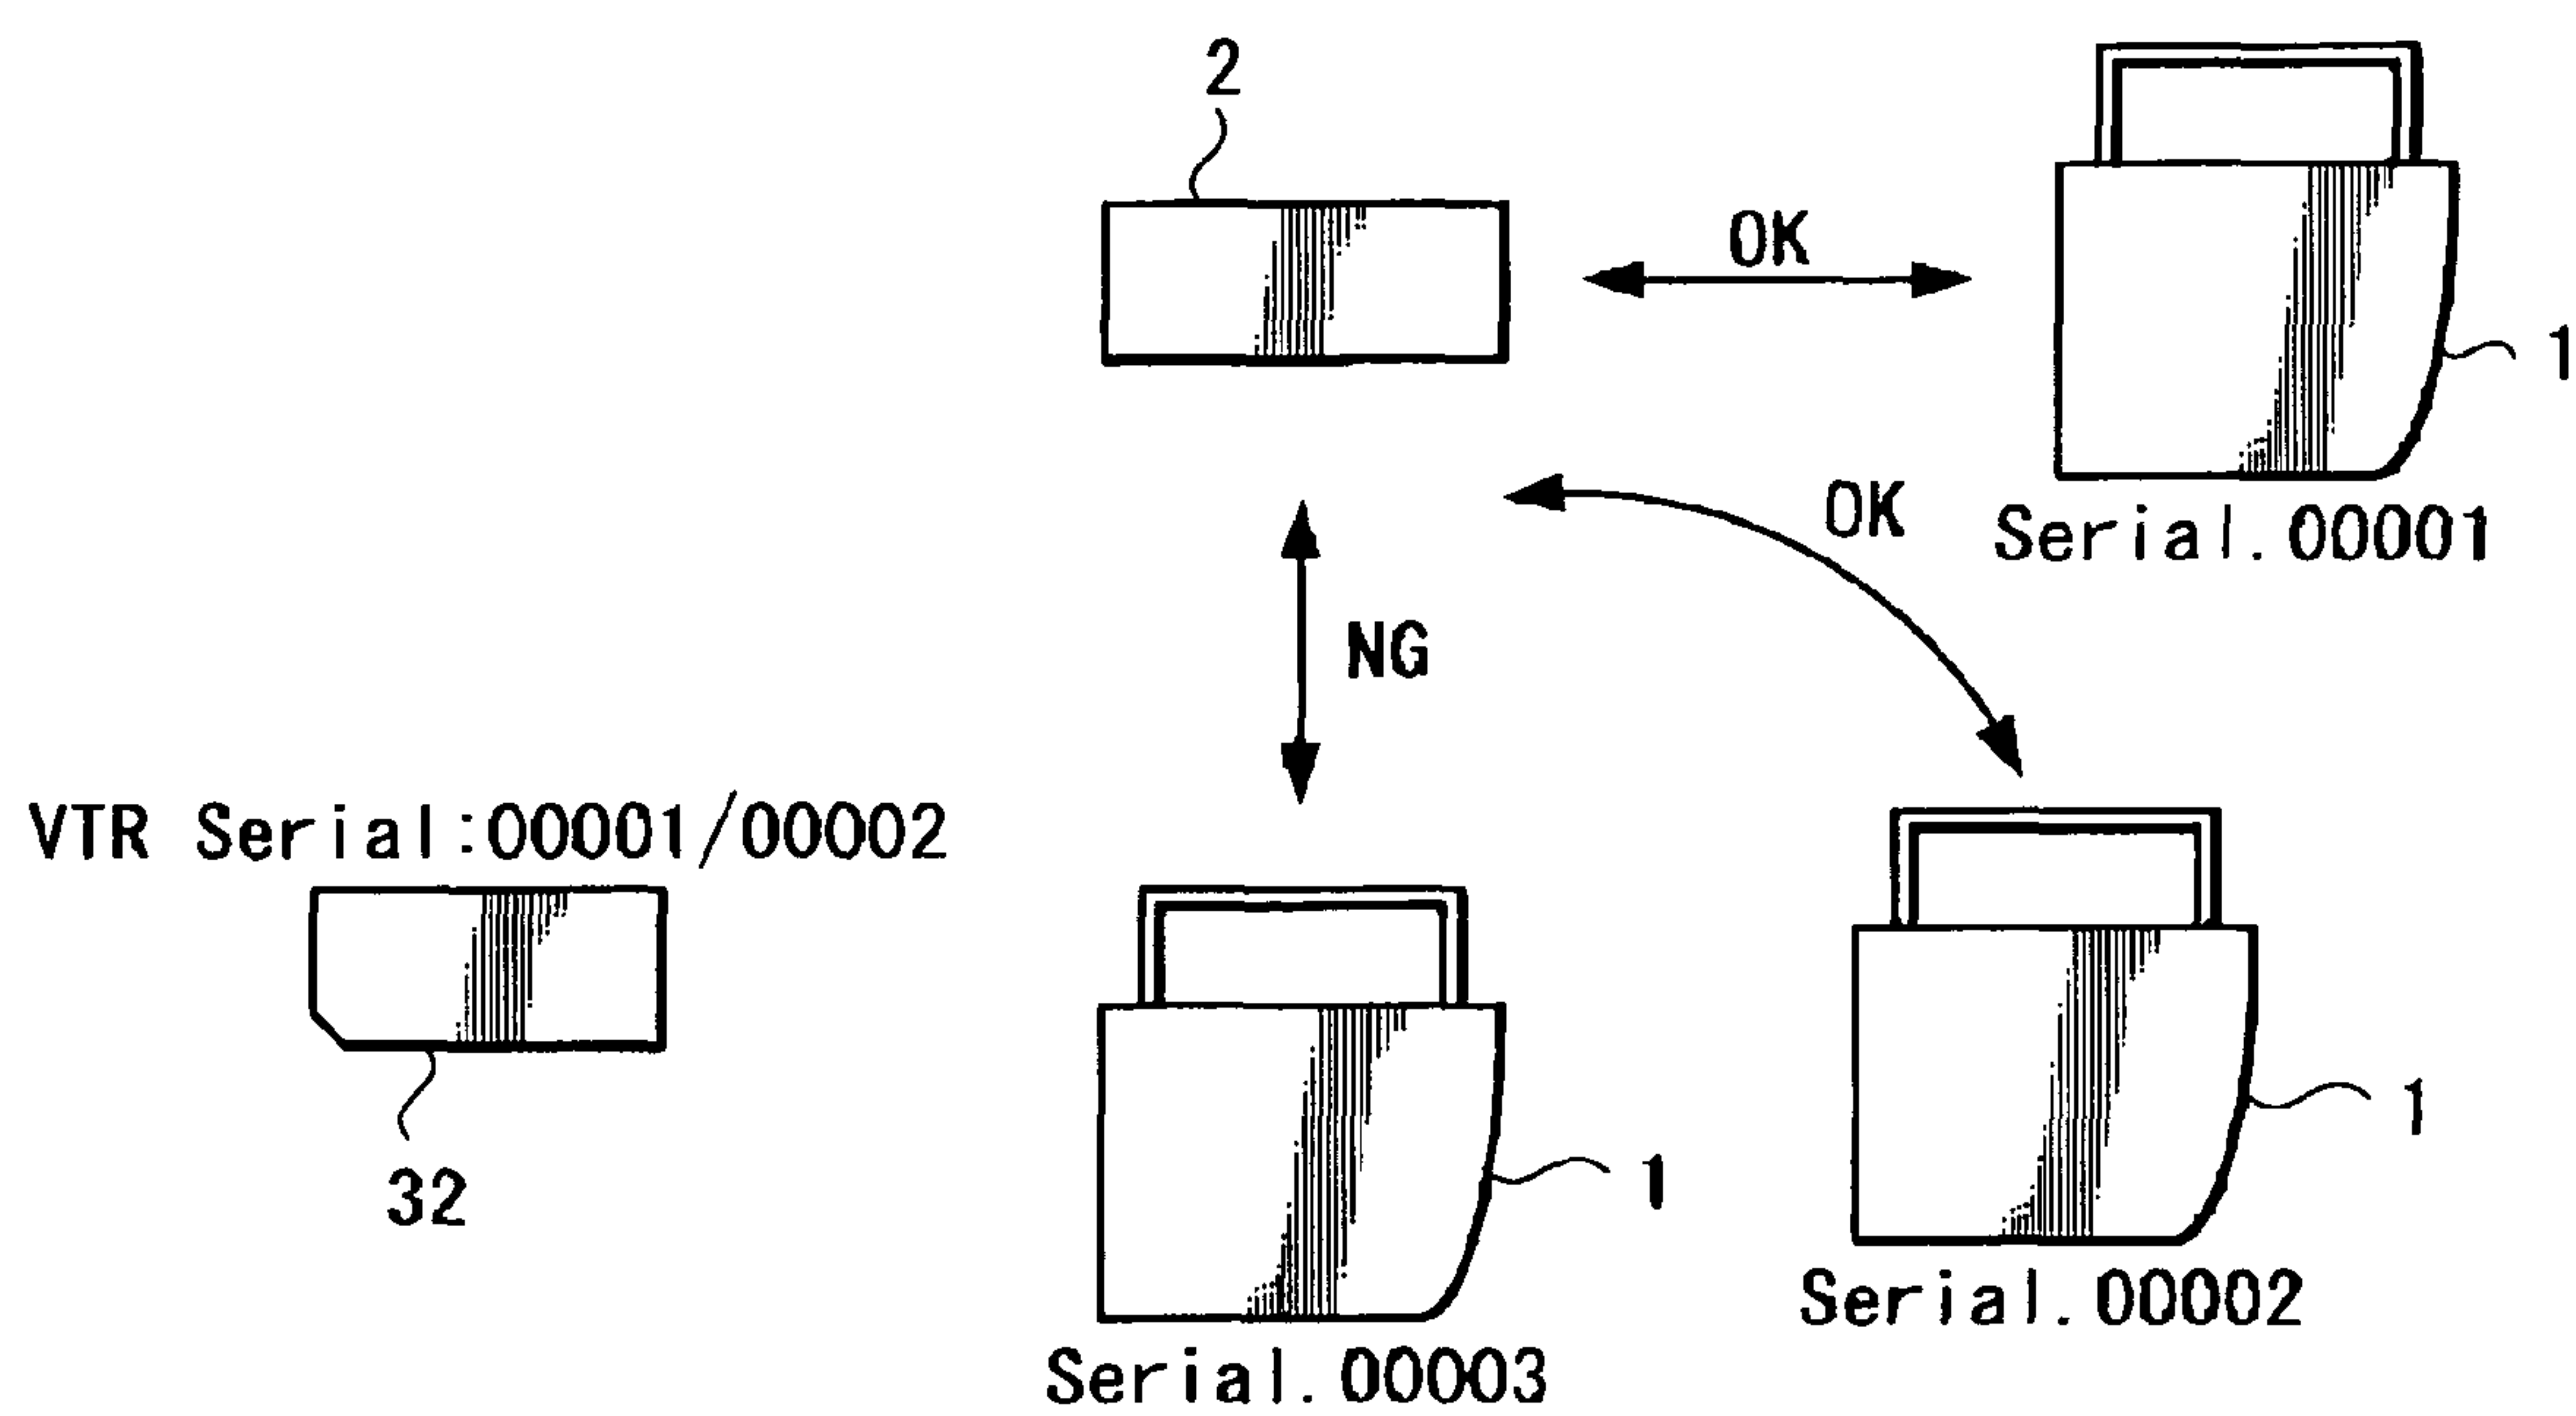 2
OK
1
Serial.00001
OK
NG
VTR Serial:00001/00002
1
1
32
Serial.00002
Serial.00003